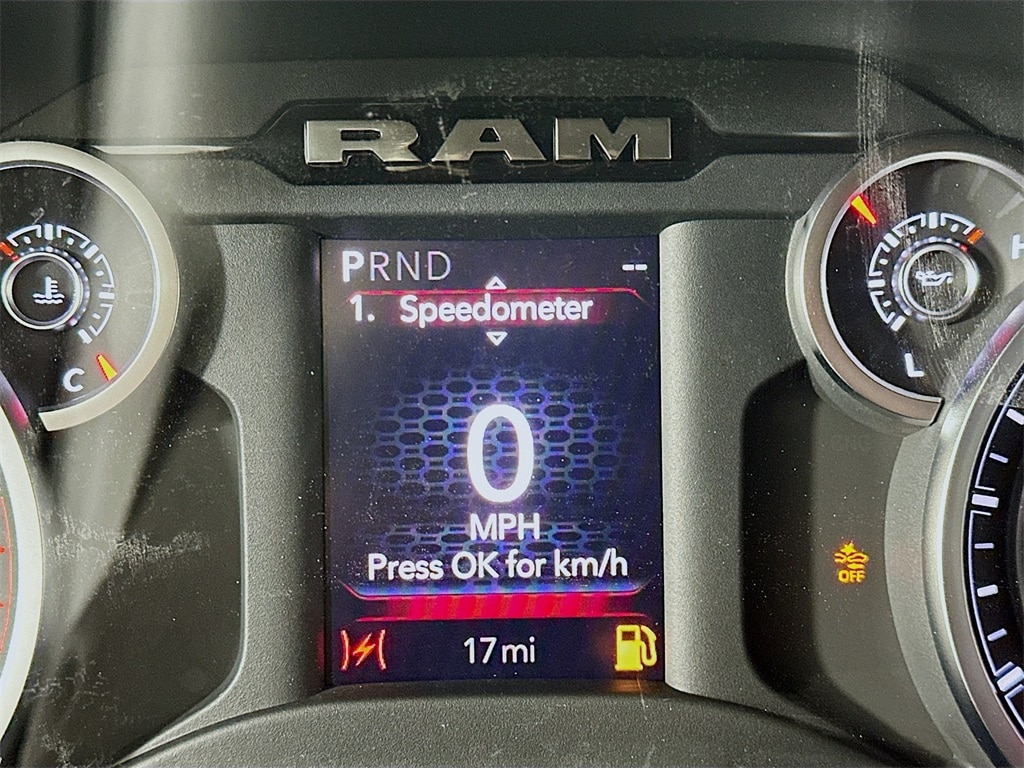 RAM
PRND --
1. Speedometer
0
MPH
Press OK for km/h
17 mi
C
H
L
OFF